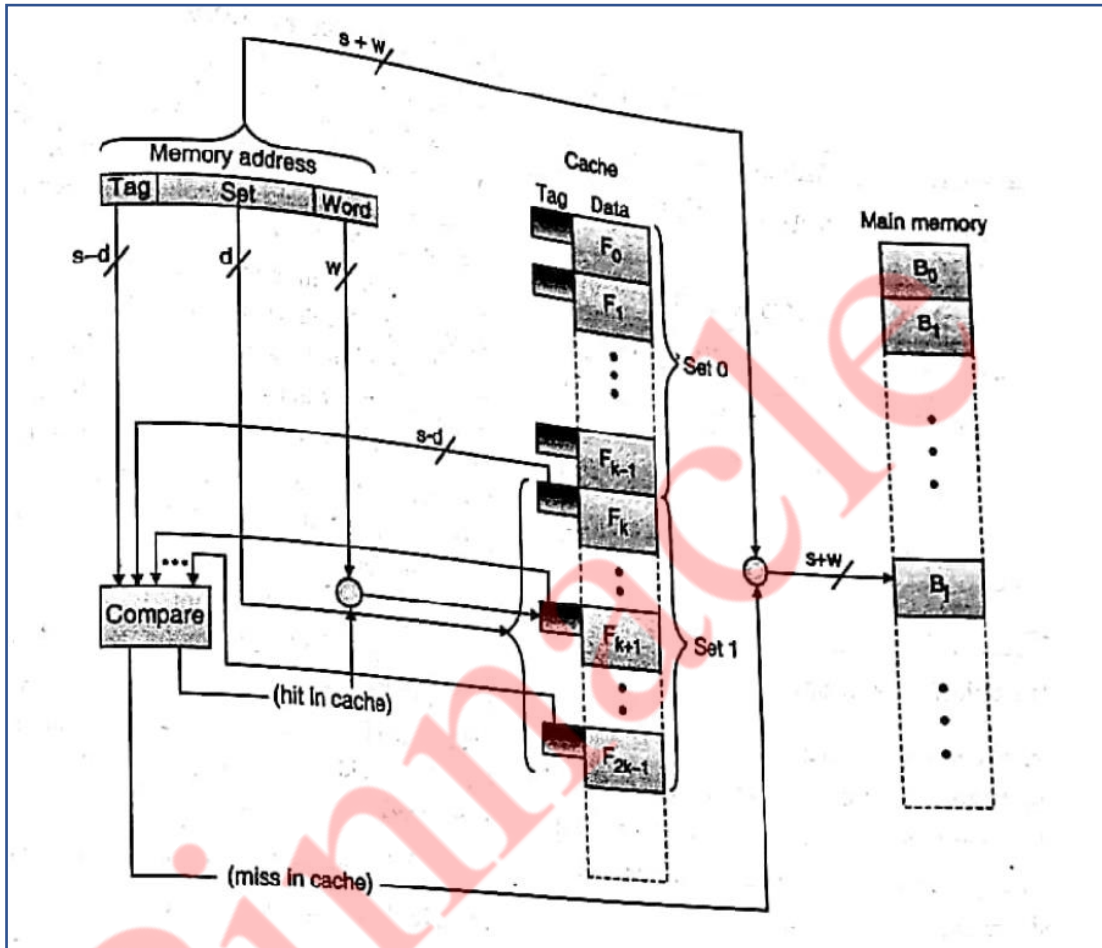 s + w
Memory address
Tag Set Word
s–d d w
Cache
Tag Data
F0
F1
Set 0
Fk–1
s-d
Fk
Fk+1
Set 1
F2k–1
Main memory
B0
B1
s+w
Bj
Compare
(hit in cache)
(miss in cache)
innacle